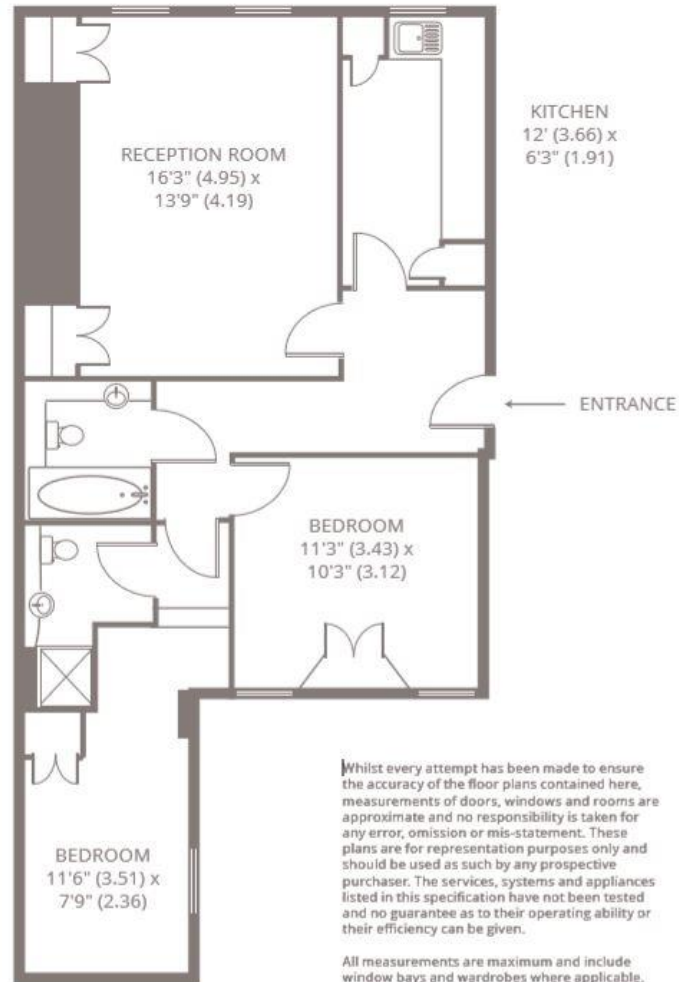 KITCHEN
12' (3.66) x
6'3" (1.91)
RECEPTION ROOM
16'3" (4.95) x
13'9" (4.19)
ENTRANCE
BEDROOM
11'3" (3.43) x
10'3" (3.12)
BEDROOM
11'6" (3.51) x
7'9" (2.36)
Whilst every attempt has been made to ensure
the accuracy of the floor plans contained here,
measurements of doors, windows and rooms are
approximate and no responsibility is taken for
any error, omission or mis-statement. These
plans are for representation purposes only and
should be used as such by any prospective
purchaser. The services, systems and appliances
listed in this specification have not been tested
and no guarantee as to their operating ability or
their efficiency can be given.
All measurements are maximum and include
window bays and wardrobes where applicable.